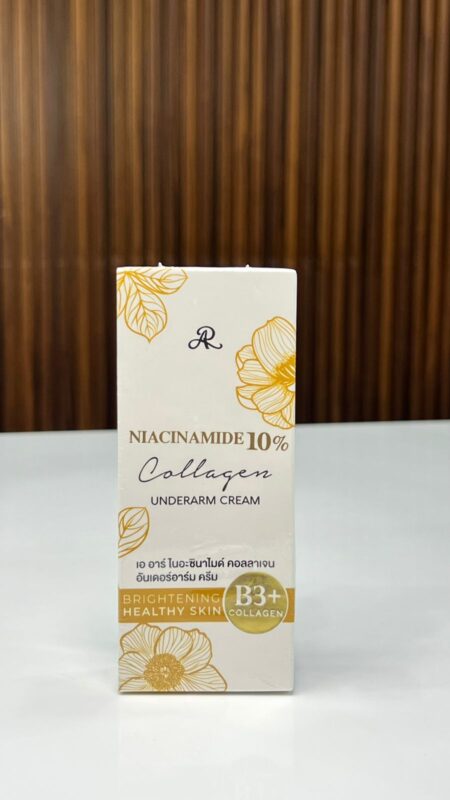 AR
NIACINAMIDE 10%
Collagen
UNDERARM CREAM
เอ อาร์ ไนอะซินาไมด์ คอลลาเจน
อันเดอร์อาร์ม ครีม
BRIGHTENING
HEALTHY SKIN
B3+
COLLAGEN